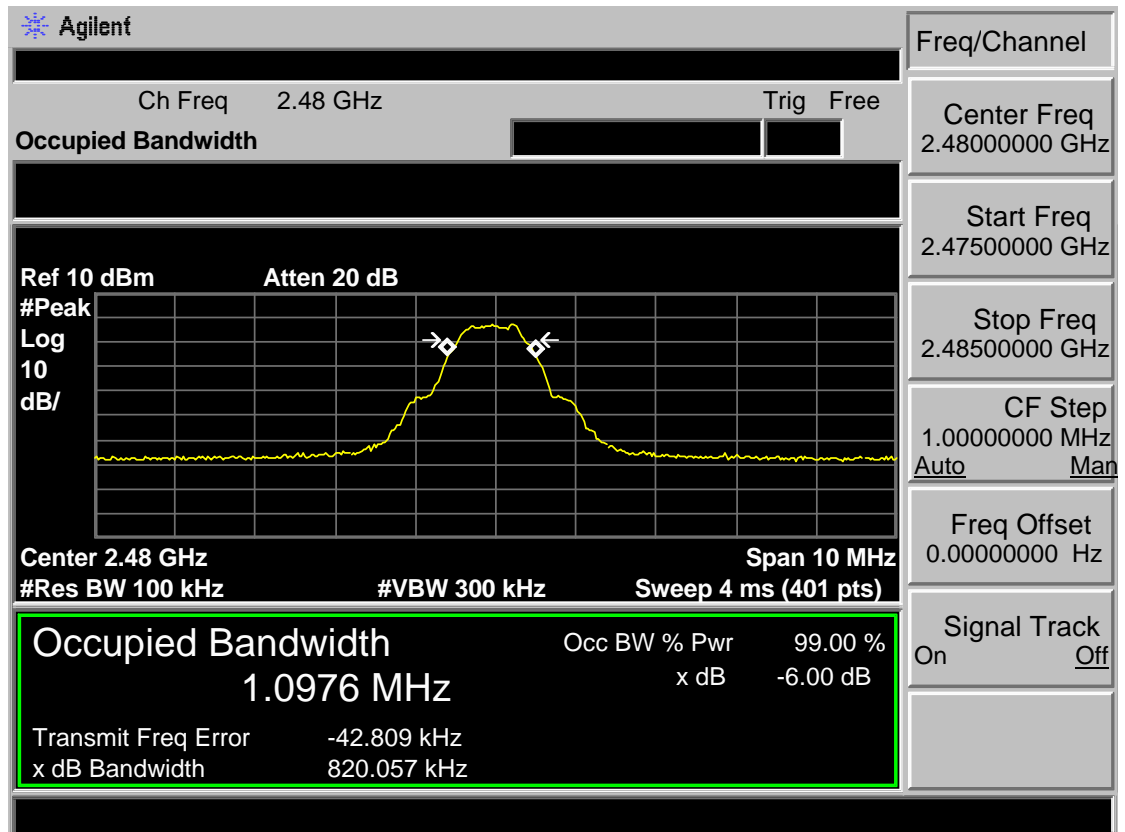 Agilent
Freq/Channel
Ch Freq 2.48 GHz Trig Free
Occupied Bandwidth
Center Freq
2.48000000 GHz
Start Freq
2.47500000 GHz
Stop Freq
2.48500000 GHz
CF Step
1.00000000 MHz
Auto Man
Freq Offset
0.00000000 Hz
Signal Track
On Off
Ref 10 dBm Atten 20 dB
#Peak
Log
10
dB/
Center 2.48 GHz Span 10 MHz
#Res BW 100 kHz #VBW 300 kHz Sweep 4 ms (401 pts)
Occupied Bandwidth
1.0976 MHz
Occ BW % Pwr 99.00 %
x dB -6.00 dB
Transmit Freq Error -42.809 kHz
x dB Bandwidth 820.057 kHz